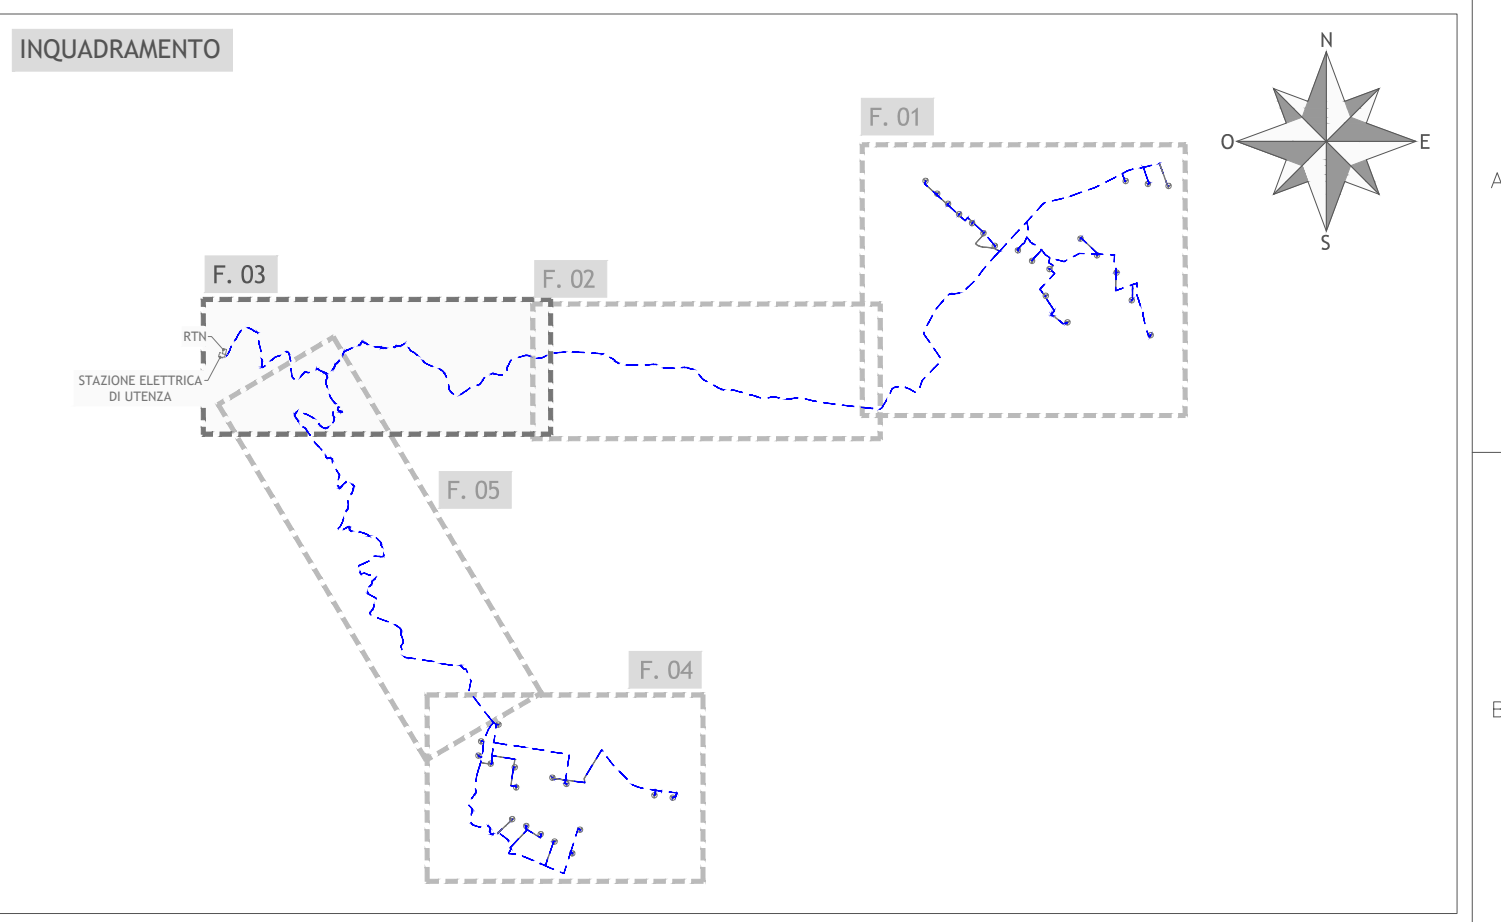 INQUADRAMENTO
N
F. 01
O
E
A
S
F. 03
F. 02
RTN
STAZIONE ELETTRICA
DI UTENZA
F. 05
F. 04
B